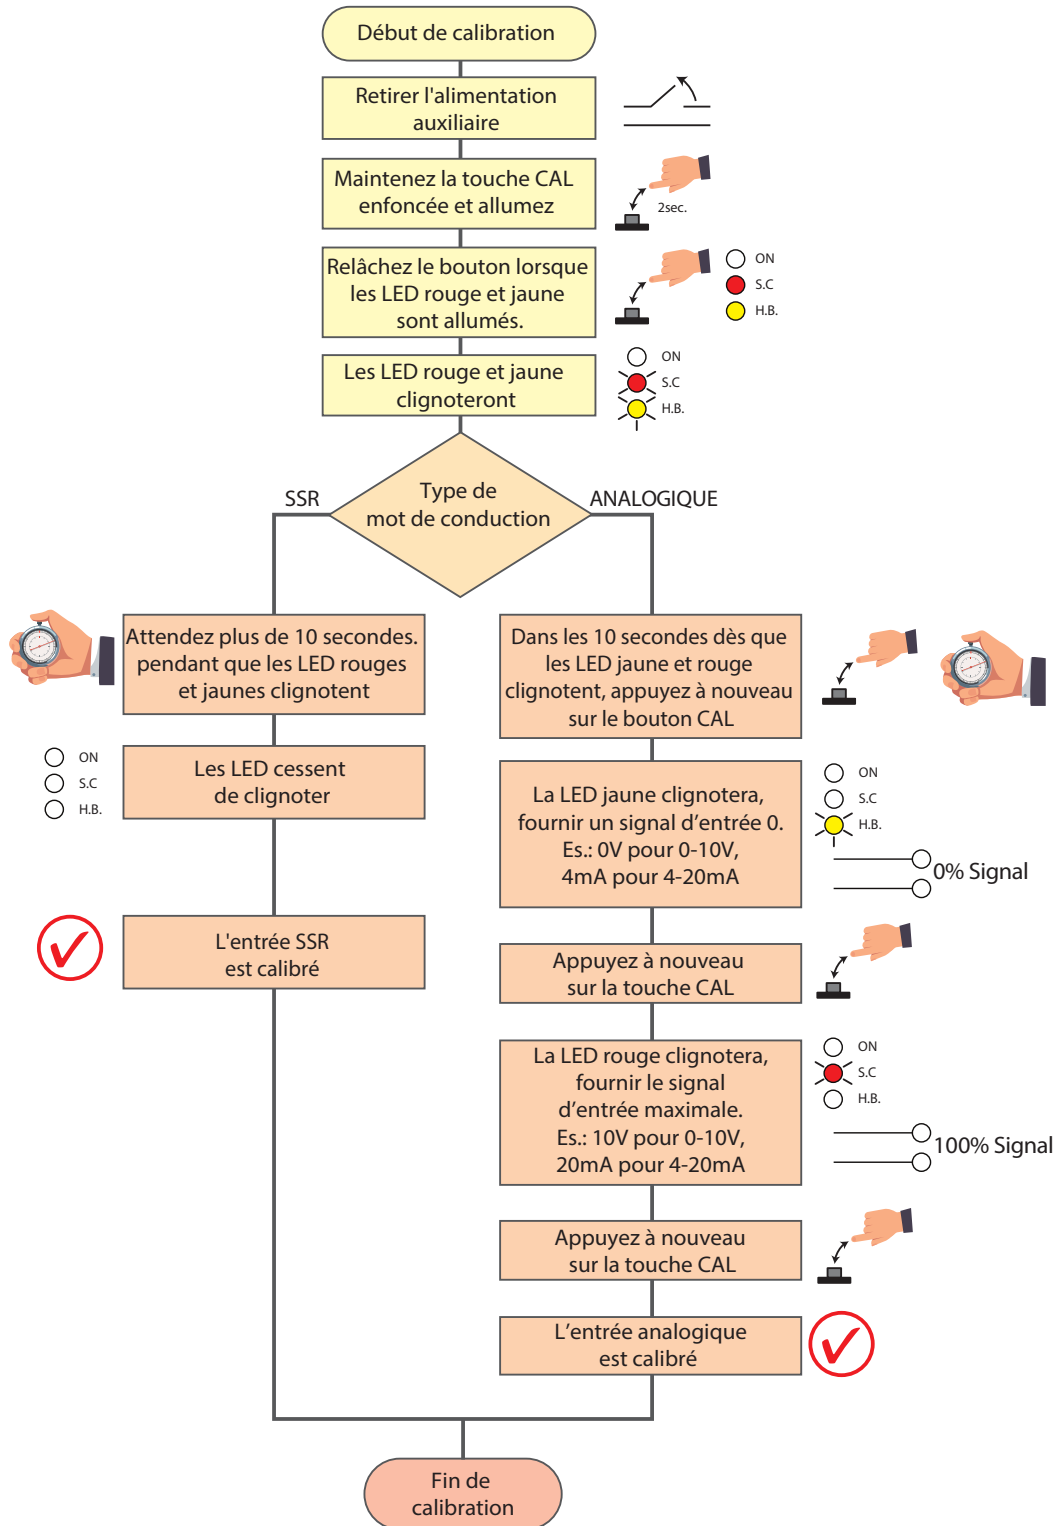 Début de calibration
Retirer l'alimentation
auxiliaire
Maintenez la touche CAL
enfoncée et allumez
2sec.
Relâchez le bouton lorsque
les LED rouge et jaune
sont allumés.
ON
S.C
H.B.
Les LED rouge et jaune
clignoteront
ON
S.C
H.B.
Type de
mot de conduction
SSR
ANALOGIQUE
Attendez plus de 10 secondes.
pendant que les LED rouges
et jaunes clignotent
ON
S.C
H.B.
Les LED cessent
de clignoter
L'entrée SSR
est calibré
Dans les 10 secondes dès que
les LED jaune et rouge
clignotent, appuyez à nouveau
sur le bouton CAL
La LED jaune clignotera,
fournir un signal d’entrée 0.
Es.: 0V pour 0-10V,
4mA pour 4-20mA
ON
S.C
H.B.
0% Signal
Appuyez à nouveau
sur la touche CAL
La LED rouge clignotera,
fournir le signal
d’entrée maximale.
Es.: 10V pour 0-10V,
20mA pour 4-20mA
ON
S.C
H.B.
100% Signal
Appuyez à nouveau
sur la touche CAL
L’entrée analogique
est calibré
Fin de
calibration